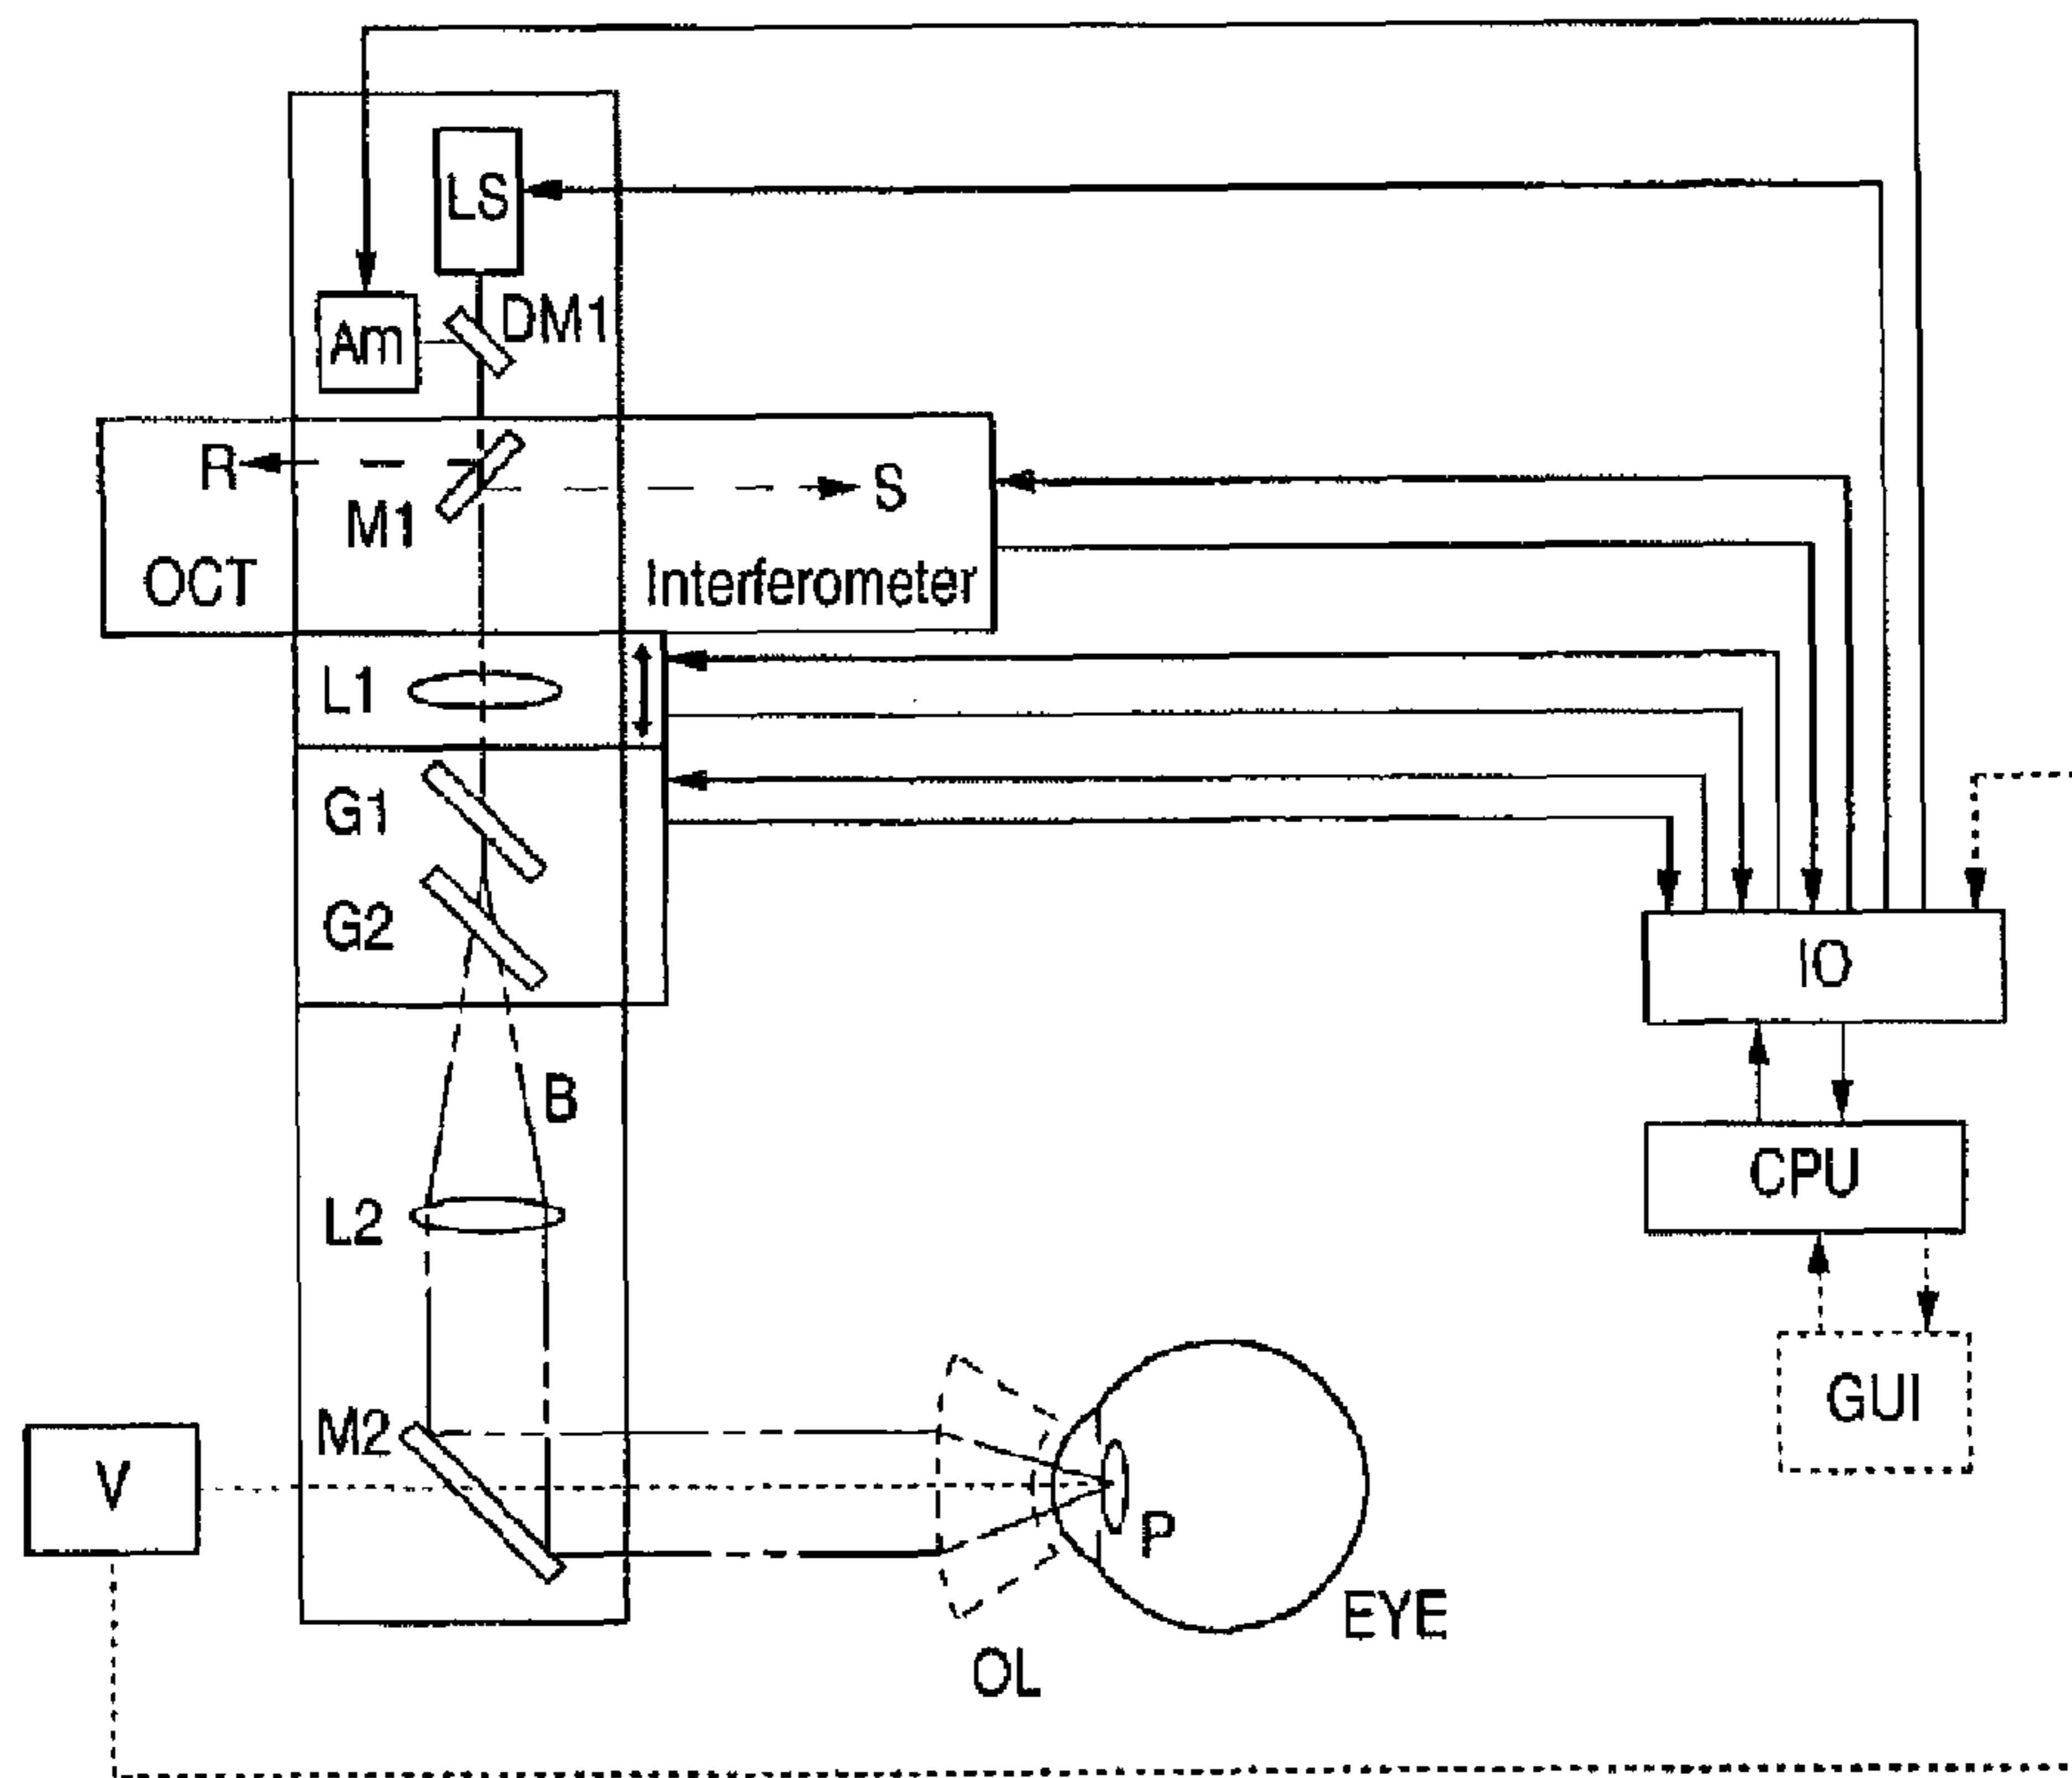 LS
DM1
Am
R
S
M1
OCT
Interferometer
L1
G1
G2
IO
B
CPU
L2
GUI
M2
V
P
EYE
OL